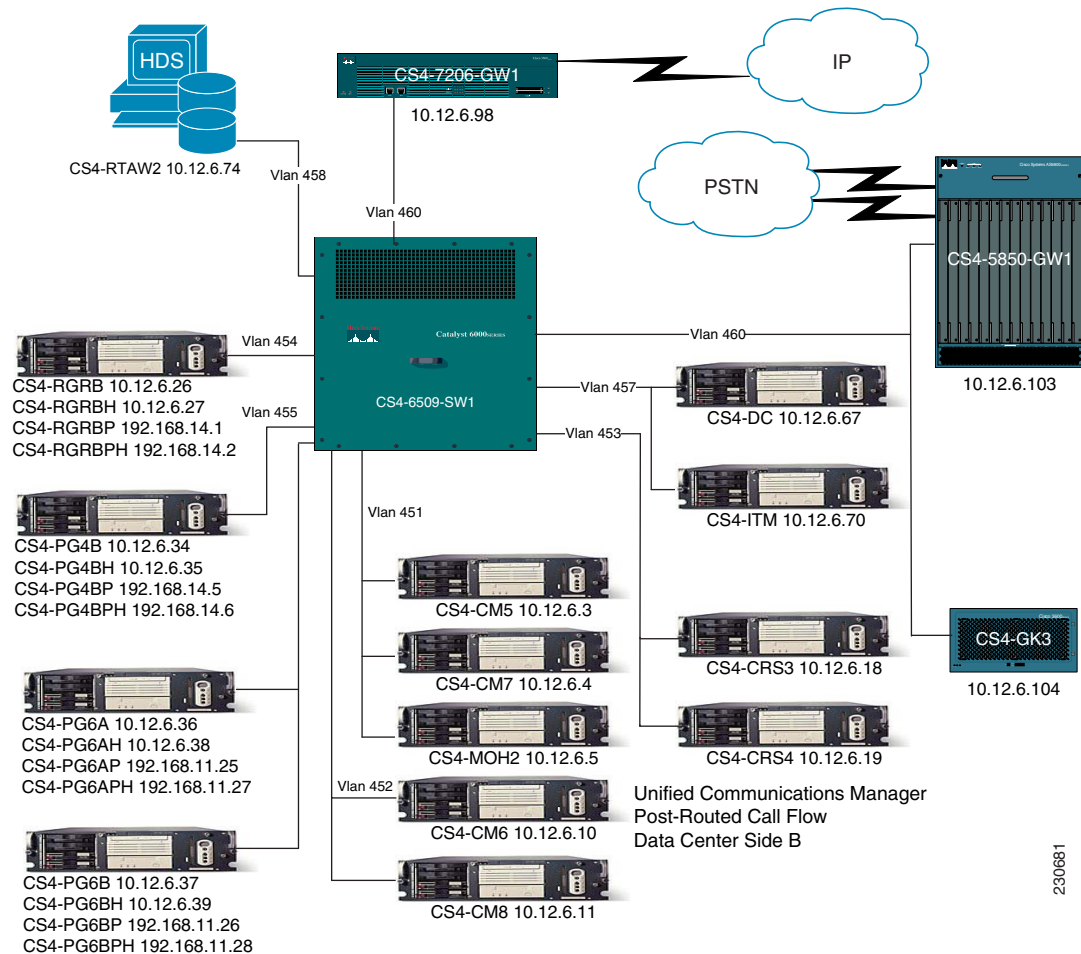 HDS
CS4-RTAW2 10.12.6.74
CS4-7206-GW1
10.12.6.98
IP
PSTN
Cisco Systems AS5800
CS4-5850-GW1
10.12.6.103
Vlan 458
Vlan 460
Catalyst 6000 SERIES
CS4-6509-SW1
Vlan 454
CS4-RGRB 10.12.6.26
CS4-RGRBH 10.12.6.27
CS4-RGRBP 192.168.14.1
CS4-RGRBPH 192.168.14.2
Vlan 455
CS4-PG4B 10.12.6.34
CS4-PG4BH 10.12.6.35
CS4-PG4BP 192.168.14.5
CS4-PG4BPH 192.168.14.6
CS4-PG6A 10.12.6.36
CS4-PG6AH 10.12.6.38
CS4-PG6AP 192.168.11.25
CS4-PG6APH 192.168.11.27
CS4-PG6B 10.12.6.37
CS4-PG6BH 10.12.6.39
CS4-PG6BP 192.168.11.26
CS4-PG6BPH 192.168.11.28
Vlan 451
CS4-CM5 10.12.6.3
CS4-CM7 10.12.6.4
CS4-MOH2 10.12.6.5
Vlan 452
CS4-CM6 10.12.6.10
CS4-CM8 10.12.6.11
Vlan 460
Vlan 457
CS4-DC 10.12.6.67
Vlan 453
CS4-ITM 10.12.6.70
CS4-CRS3 10.12.6.18
CS4-CRS4 10.12.6.19
Cisco 3600
CS4-GK3
10.12.6.104
Unified Communications Manager
Post-Routed Call Flow
Data Center Side B
230681